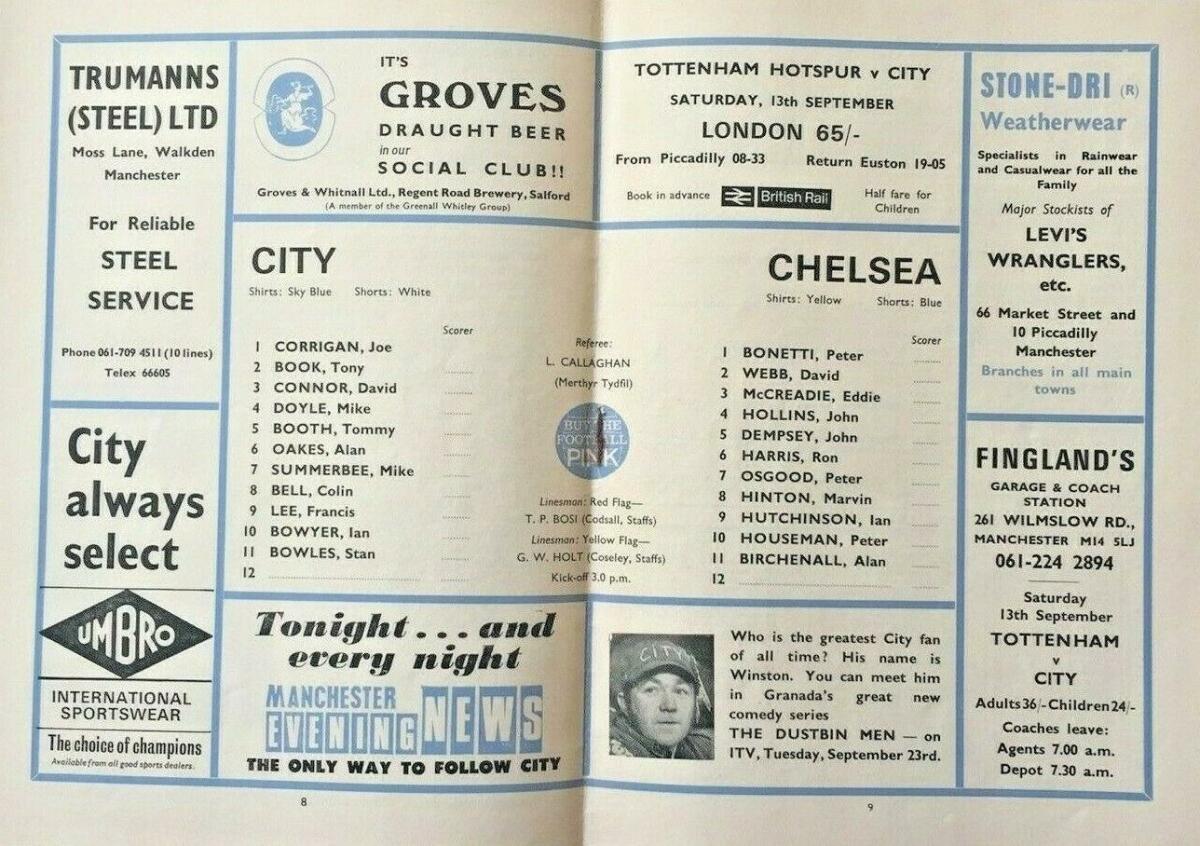 TRUMANNS
(STEEL) LTD
Moss Lane, Walkden
Manchester
For Reliable
STEEL
SERVICE
Phone 061-709 4511 (10 lines)
Telex 66605
City
always
select
UMBRO
INTERNATIONAL
SPORTSWEAR
The choice of champions
Available from all good sports dealers.
IT'S
GROVES
DRAUGHT BEER
in our
SOCIAL CLUB!!
Groves & Whitnall Ltd., Regent Road Brewery, Salford
(A member of the Greenall Whitley Group)
TOTTENHAM HOTSPUR v CITY
SATURDAY, 13th SEPTEMBER
LONDON 65/-
From Piccadilly 08-33 Return Euston 19-05
Book in advance British Rail Half fare for
Children
CITY
Shirts: Sky Blue Shorts: White
Scorer
1 CORRIGAN, Joe
2 BOOK, Tony
3 CONNOR, David
4 DOYLE, Mike
5 BOOTH, Tommy
6 OAKES, Alan
7 SUMMERBEE, Mike
8 BELL, Colin
9 LEE, Francis
10 BOWYER, Ian
11 BOWLES, Stan
12
Referee:
L. CALLAGHAN
(Merthyr Tydfil)
BUY THE
FOOTBALL
PINK
Linesman: Red Flag—
T. P. BOSI (Codsall, Staffs)
Linesman: Yellow Flag—
G. W. HOLT (Coseley, Staffs)
Kick-off 3.0 p.m.
CHELSEA
Shirts: Yellow Shorts: Blue
Scorer
1 BONETTI, Peter
2 WEBB, David
3 McCREADIE, Eddie
4 HOLLINS, John
5 DEMPSEY, John
6 HARRIS, Ron
7 OSGOOD, Peter
8 HINTON, Marvin
9 HUTCHINSON, Ian
10 HOUSEMAN, Peter
11 BIRCHENALL, Alan
12
Tonight . . . and
every night
MANCHESTER
EVENING NEWS
THE ONLY WAY TO FOLLOW CITY
CITY
Who is the greatest City fan
of all time? His name is
Winston. You can meet him
in Granada's great new
comedy series
THE DUSTBIN MEN — on
ITV, Tuesday, September 23rd.
STONE-DRI (R)
Weatherwear
Specialists in Rainwear
and Casualwear for all the
Family
Major Stockists of
LEVI'S
WRANGLERS,
etc.
66 Market Street and
10 Piccadilly
Manchester
Branches in all main
towns
FINGLAND'S
GARAGE & COACH
STATION
261 WILMSLOW RD.,
MANCHESTER M14 5LJ
061-224 2894
Saturday
13th September
TOTTENHAM
v
CITY
Adults 36/- Children 24/-
Coaches leave:
Agents 7.00 a.m.
Depot 7.30 a.m.
8
9